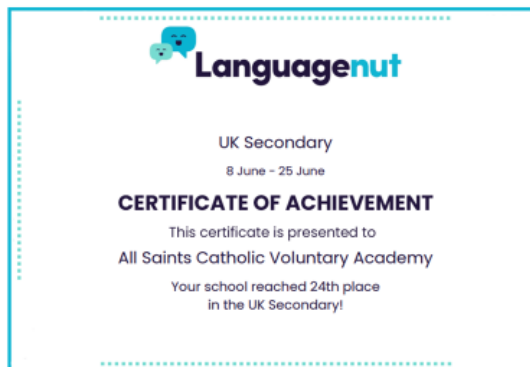 Languagenut
UK Secondary
8 June - 25 June
CERTIFICATE OF ACHIEVEMENT
This certificate is presented to
All Saints Catholic Voluntary Academy
Your school reached 24th place
in the UK Secondary!